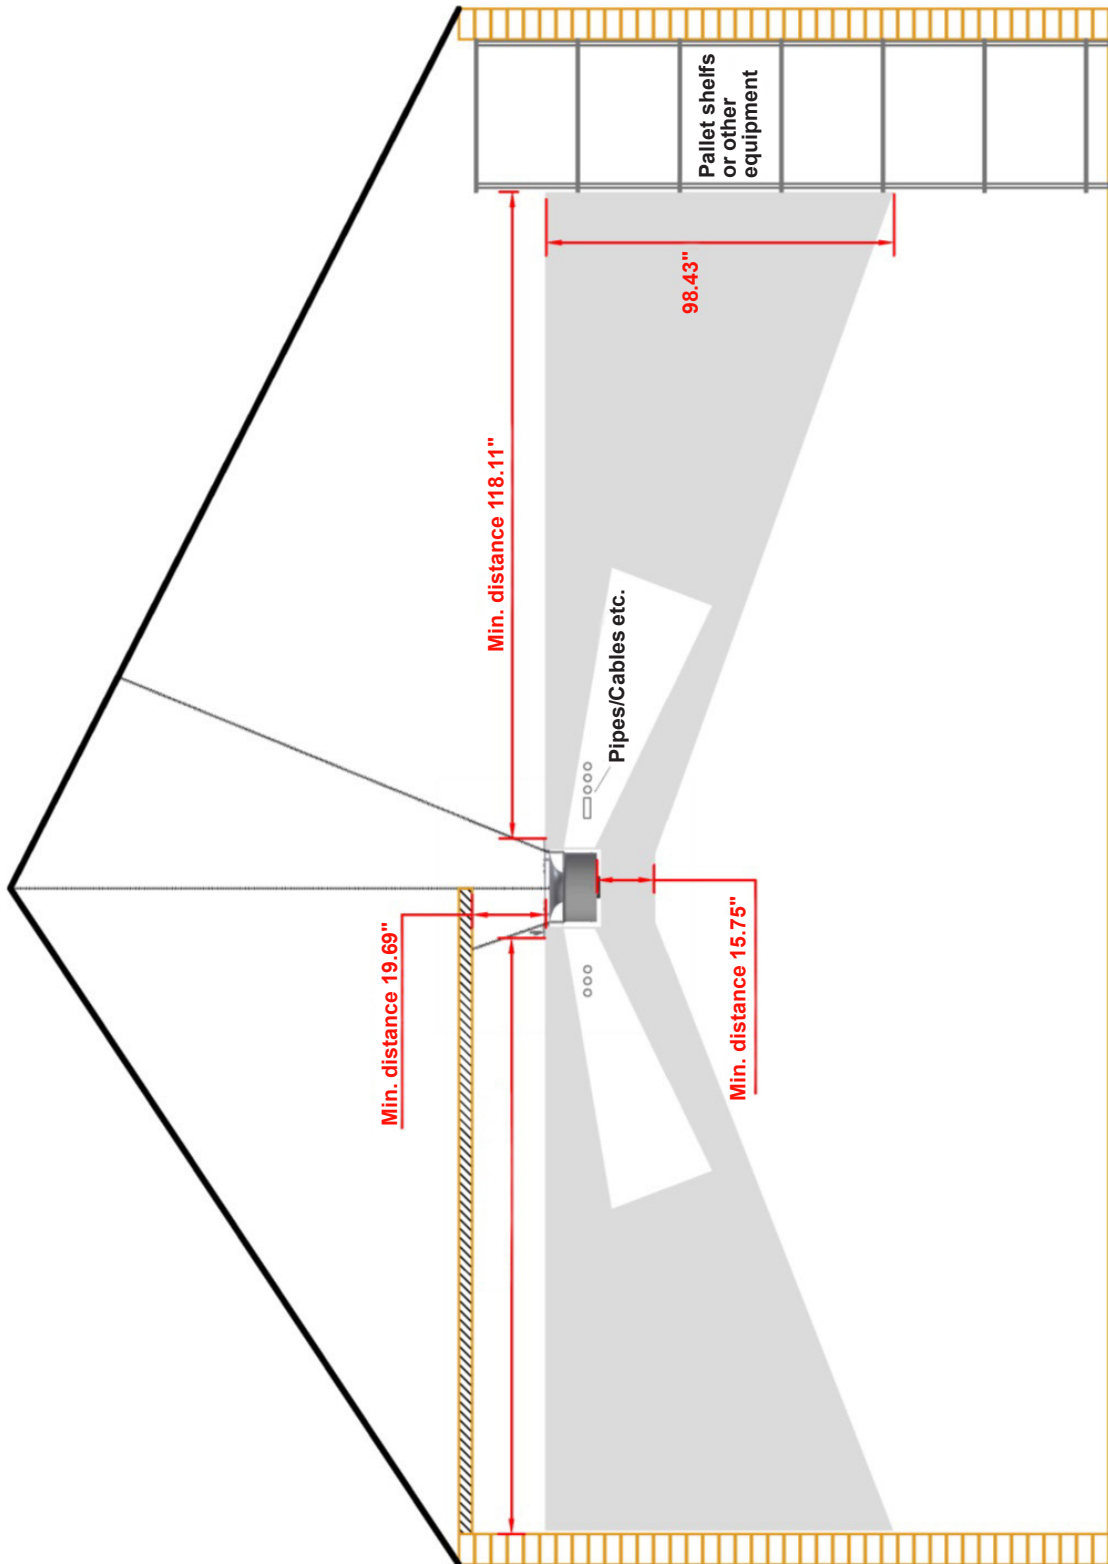 Pallet shelfs
or other
equipment
98.43"
Min. distance 118.11"
Pipes/Cables etc.
Min. distance 19.69"
Min. distance 15.75"